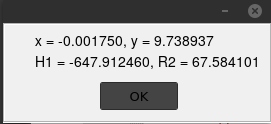 x = -0.001750, y = 9.738937
H1 = -647.912460, R2 = 67.584101
OK